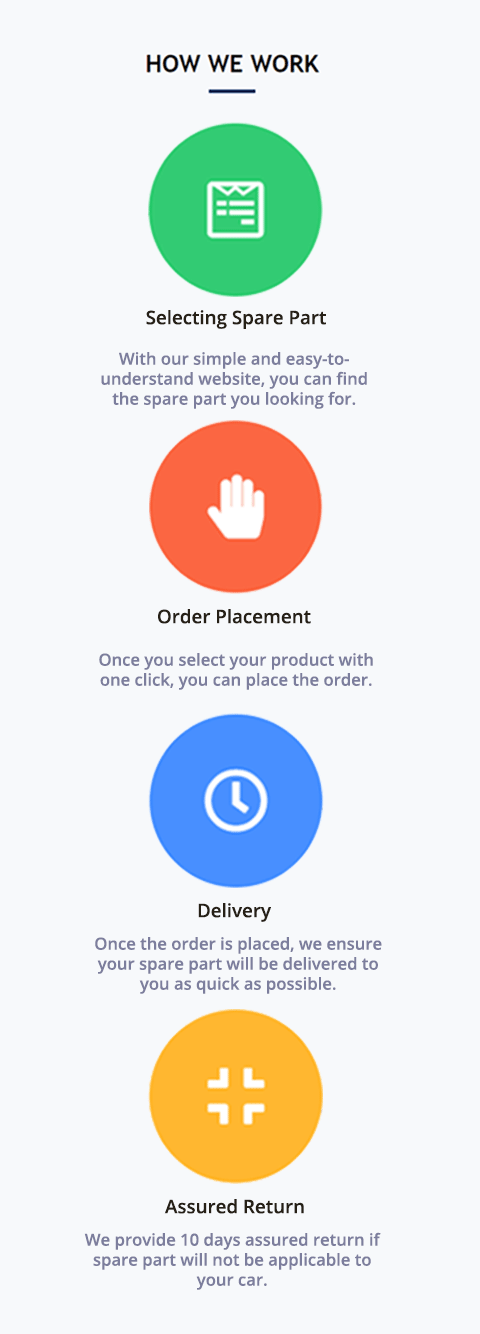 HOW WE WORK
Selecting Spare Part
With our simple and easy-to-
understand website, you can find
the spare part you looking for.
Order Placement
Once you select your product with
one click, you can place the order.
Delivery
Once the order is placed, we ensure
your spare part will be delivered to
you as quick as possible.
Assured Return
We provide 10 days assured return if
spare part will not be applicable to
your car.